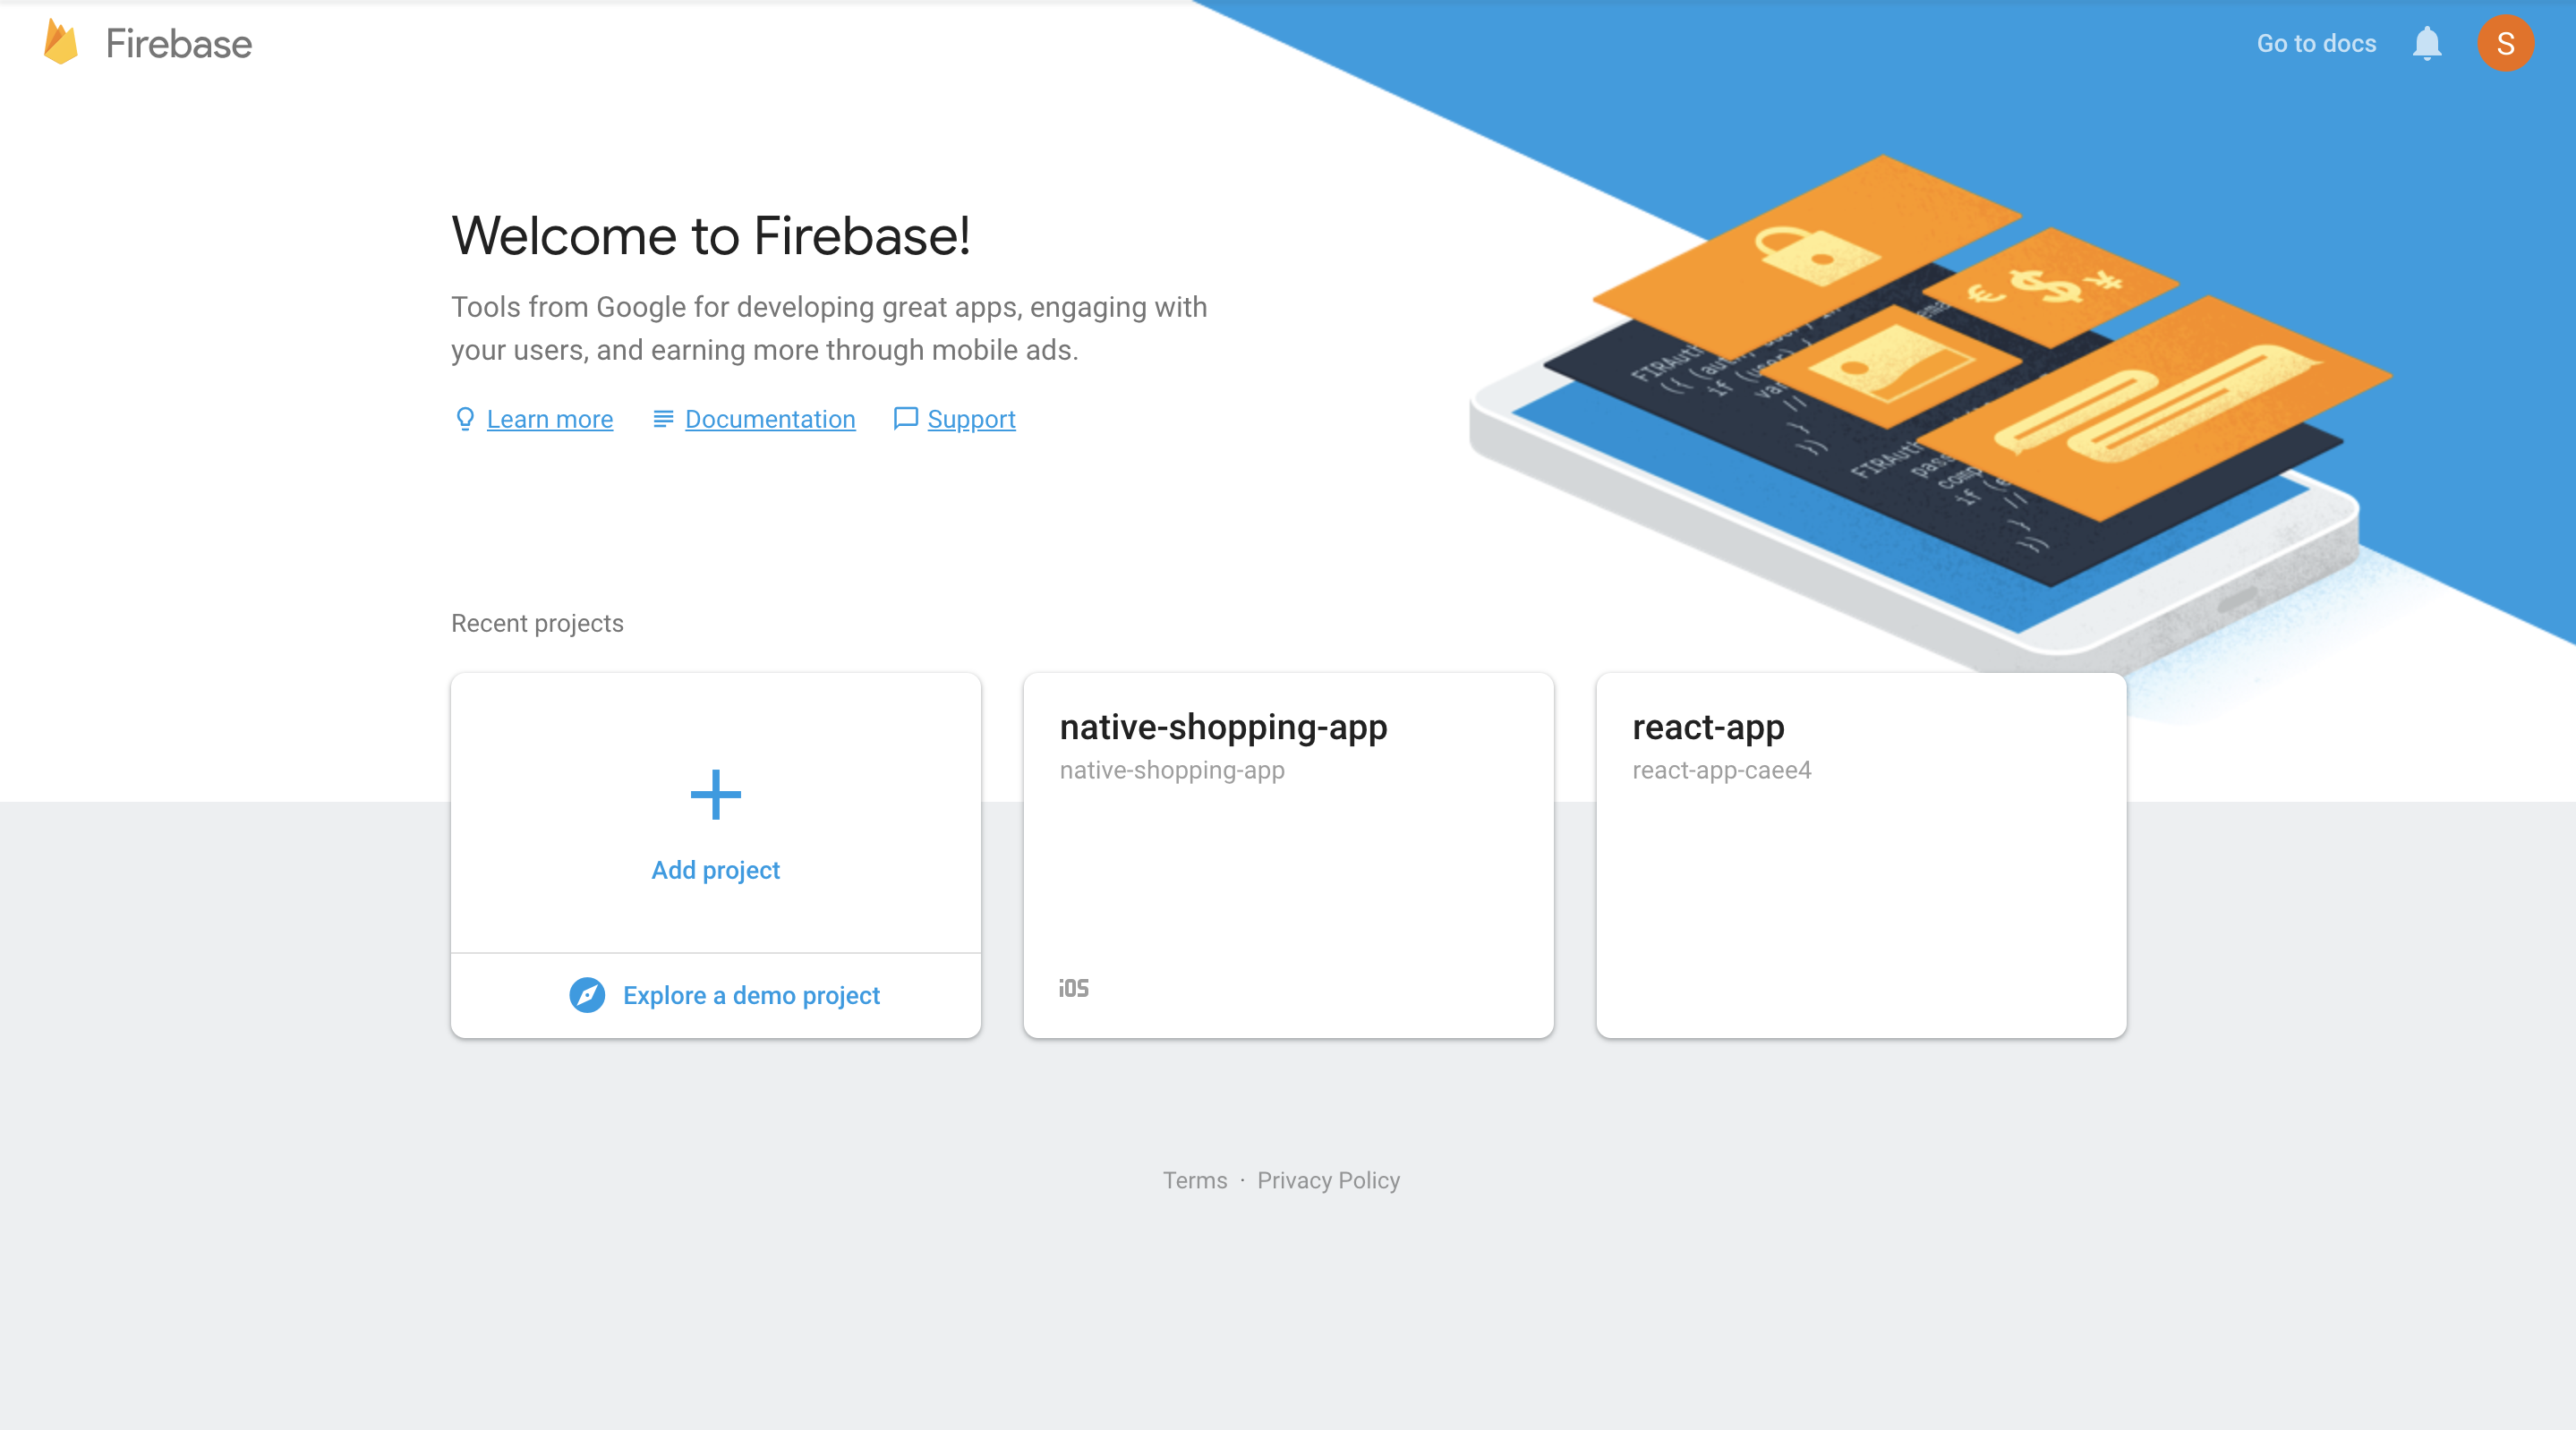 Firebase
Go to docs
S
Welcome to Firebase!
Tools from Google for developing great apps, engaging with
your users, and earning more through mobile ads.
Learn more
Documentation
Support
Recent projects
Add project
Explore a demo project
native-shopping-app
native-shopping-app
iOS
react-app
react-app-caee4
Terms · Privacy Policy